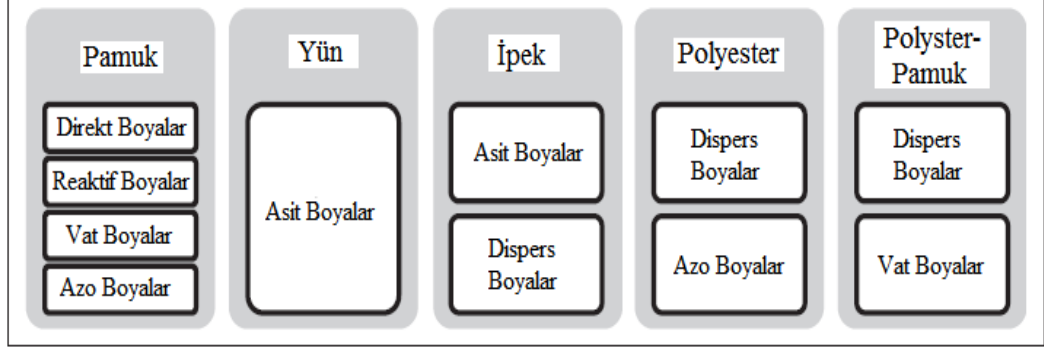 Pamuk
Direkt Boyalar
Reaktif Boyalar
Vat Boyalar
Azo Boyalar
Yün
Asit Boyalar
İpek
Asit Boyalar
Dispers
Boyalar
Polyester
Dispers
Boyalar
Azo Boyalar
Polyster-
Pamuk
Dispers
Boyalar
Vat Boyalar